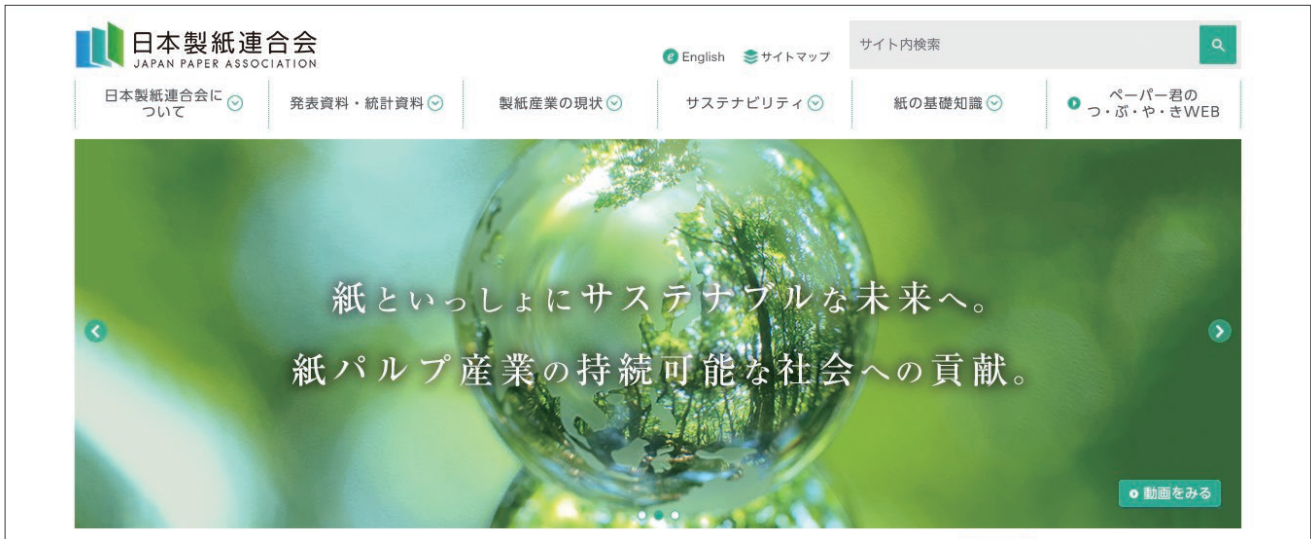 日本製紙連合会
JAPAN PAPER ASSOCIATION
English
サイトマップ
サイト内検索
日本製紙連合会に
ついて
発表資料・統計資料
製紙産業の現状
サステナビリティ
紙の基礎知識
ペーパー君の
つ・ぶ・や・きWEB
紙といっしょにサステナブルな未来へ。
紙パルプ産業の持続可能な社会への貢献。
動画をみる